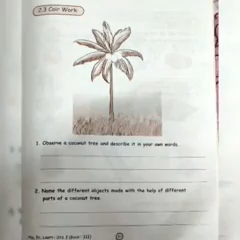 2.3 Coir Work
1. Observe a coconut tree and describe it in your own words.
2. Name the different objects made with the help of different
parts of a coconut tree.